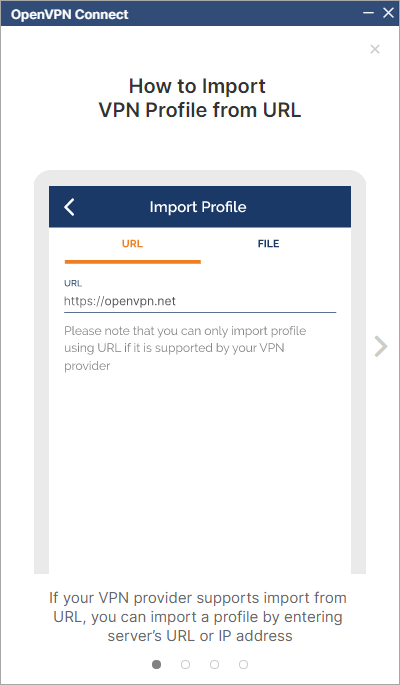 OpenVPN Connect
How to Import
VPN Profile from URL
Import Profile
URL FILE
URL
https://openvpn.net
Please note that you can only import profile
using URL if it is supported by your VPN
provider
If your VPN provider supports import from
URL, you can import a profile by entering
server’s URL or IP address